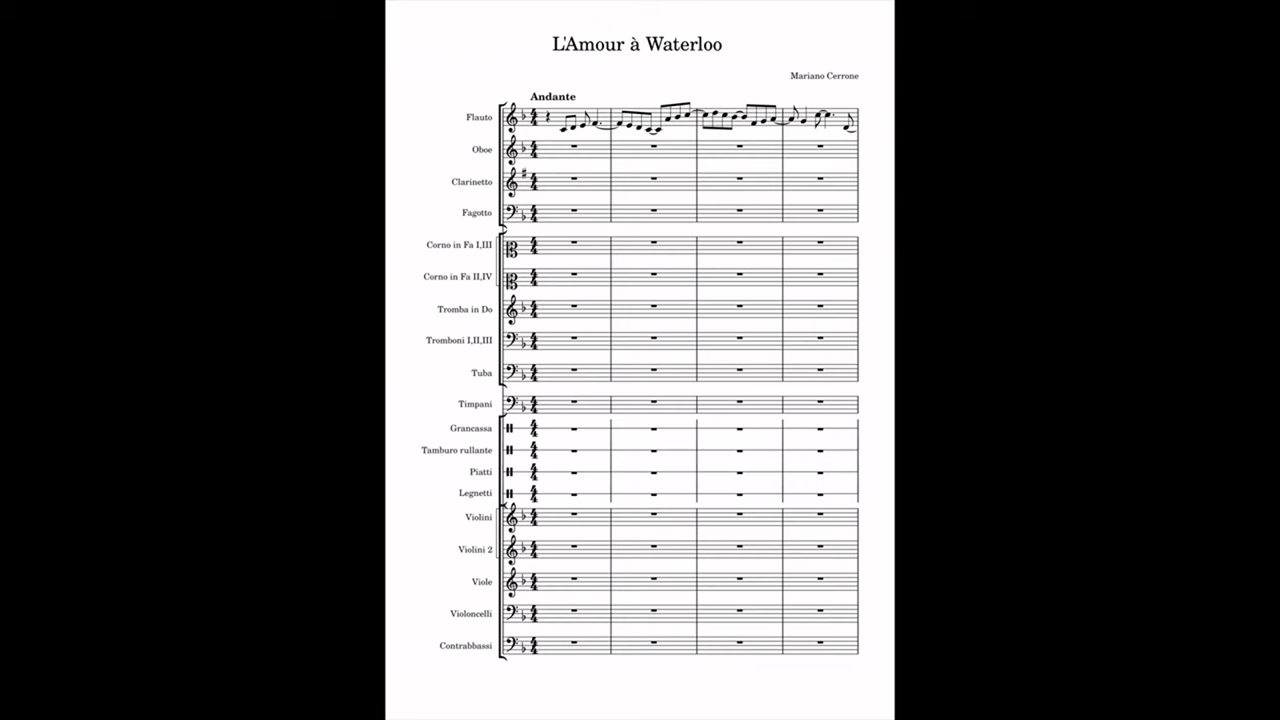 L'Amour à Waterloo
Mariano Cerrone
Andante
Flauto
Oboe
Clarinetto
Fagotto
Corno in Fa I,III
Corno in Fa II,IV
Tromba in Do
Tromboni I,II,III
Tuba
Timpani
Grancassa
Tamburo rullante
Piatti
Legnetti
Violini
Violini 2
Viole
Violoncelli
Contrabbassi